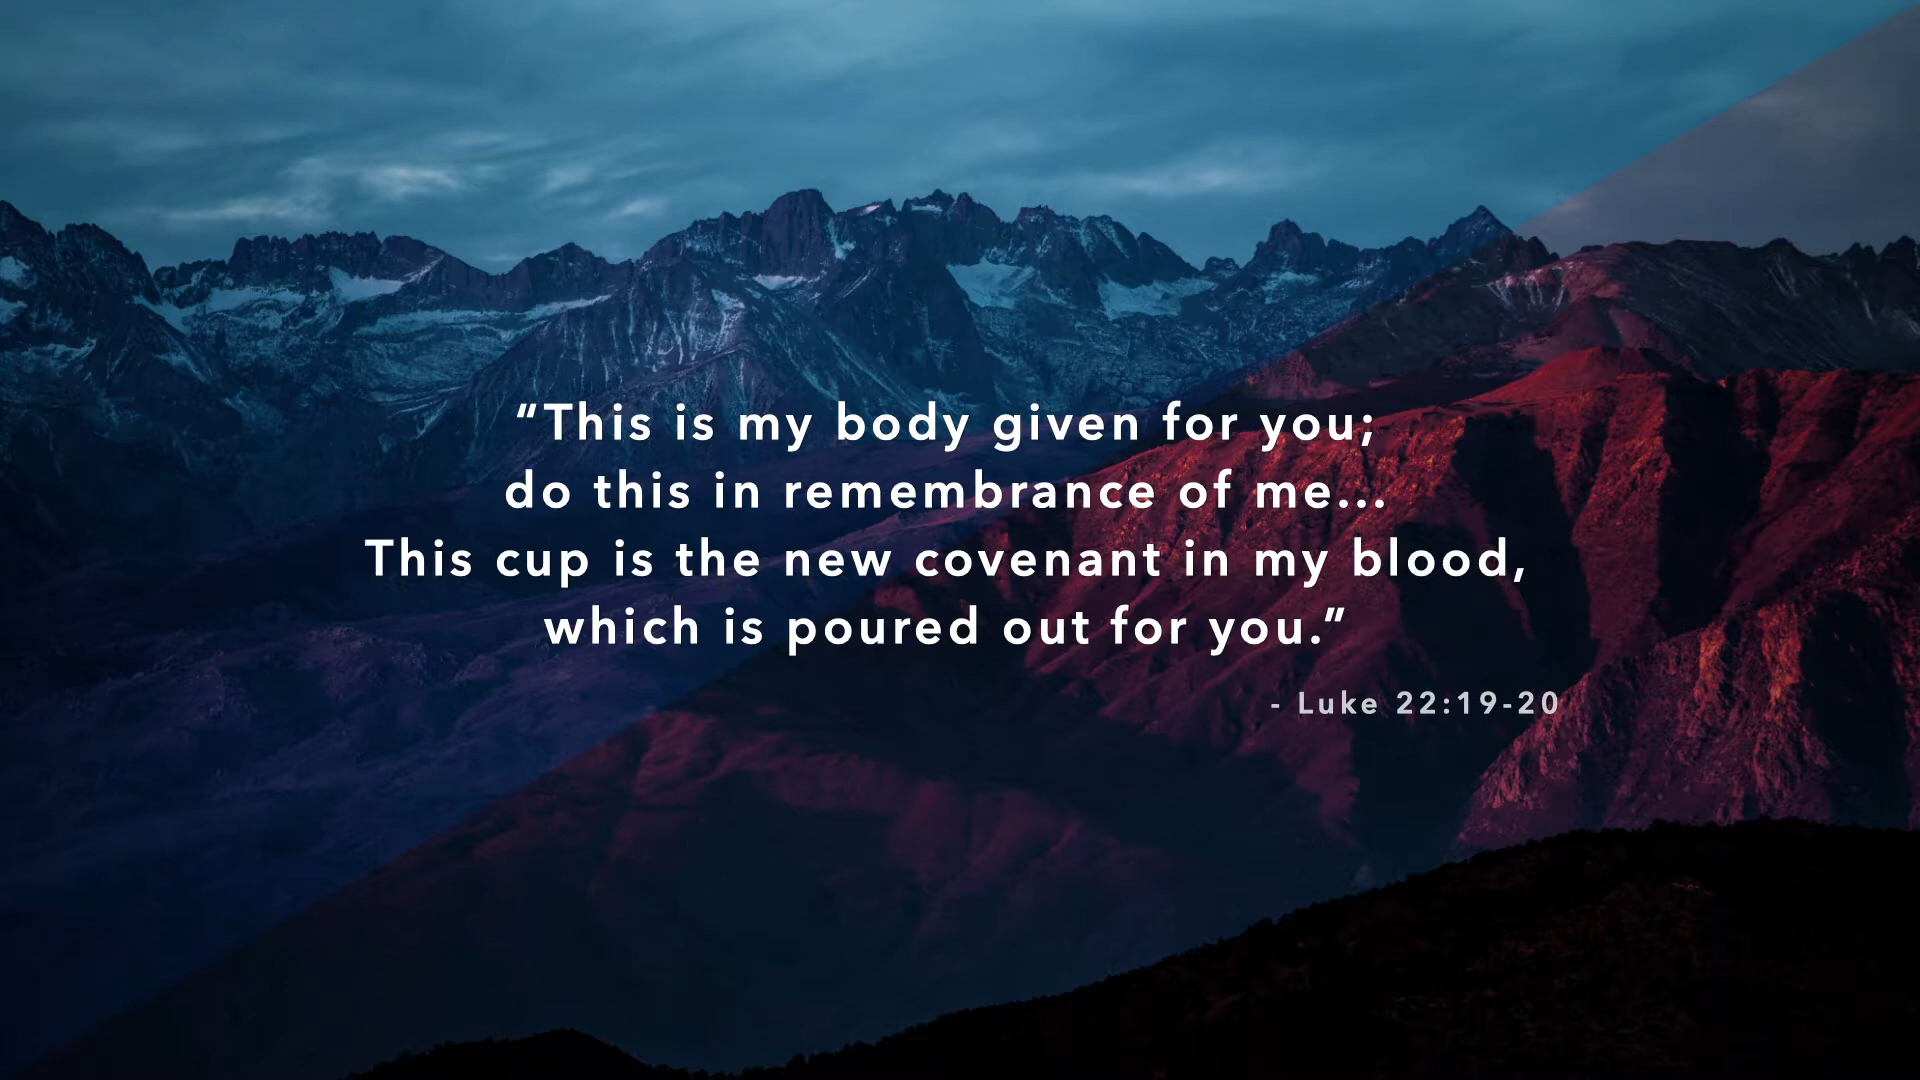 “This is my body given for you;
do this in remembrance of me...
This cup is the new covenant in my blood,
which is poured out for you.”
- Luke 22:19-20